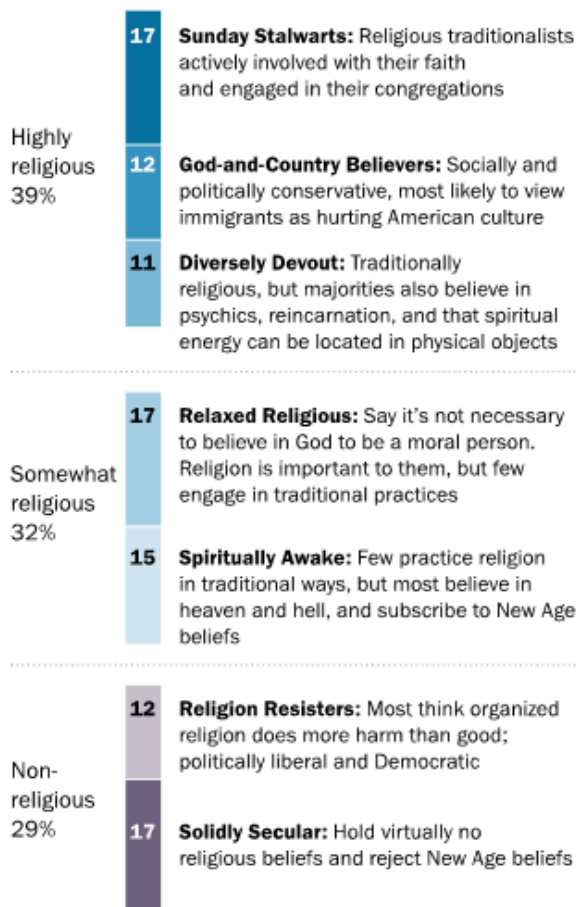 17 Sunday Stalwarts: Religious traditionalists
actively involved with their faith
and engaged in their congregations
Highly
religious
39%
12 God-and-Country Believers: Socially and
politically conservative, most likely to view
immigrants as hurting American culture
11 Diversely Devout: Traditionally
religious, but majorities also believe in
psychics, reincarnation, and that spiritual
energy can be located in physical objects
17 Relaxed Religious: Say it's not necessary
to believe in God to be a moral person.
Religion is important to them, but few
engage in traditional practices
Somewhat
religious
32%
15 Spiritually Awake: Few practice religion
in traditional ways, but most believe in
heaven and hell, and subscribe to New Age
beliefs
12 Religion Resisters: Most think organized
religion does more harm than good;
politically liberal and Democratic
Non-
religious
29%
17 Solidly Secular: Hold virtually no
religious beliefs and reject New Age beliefs